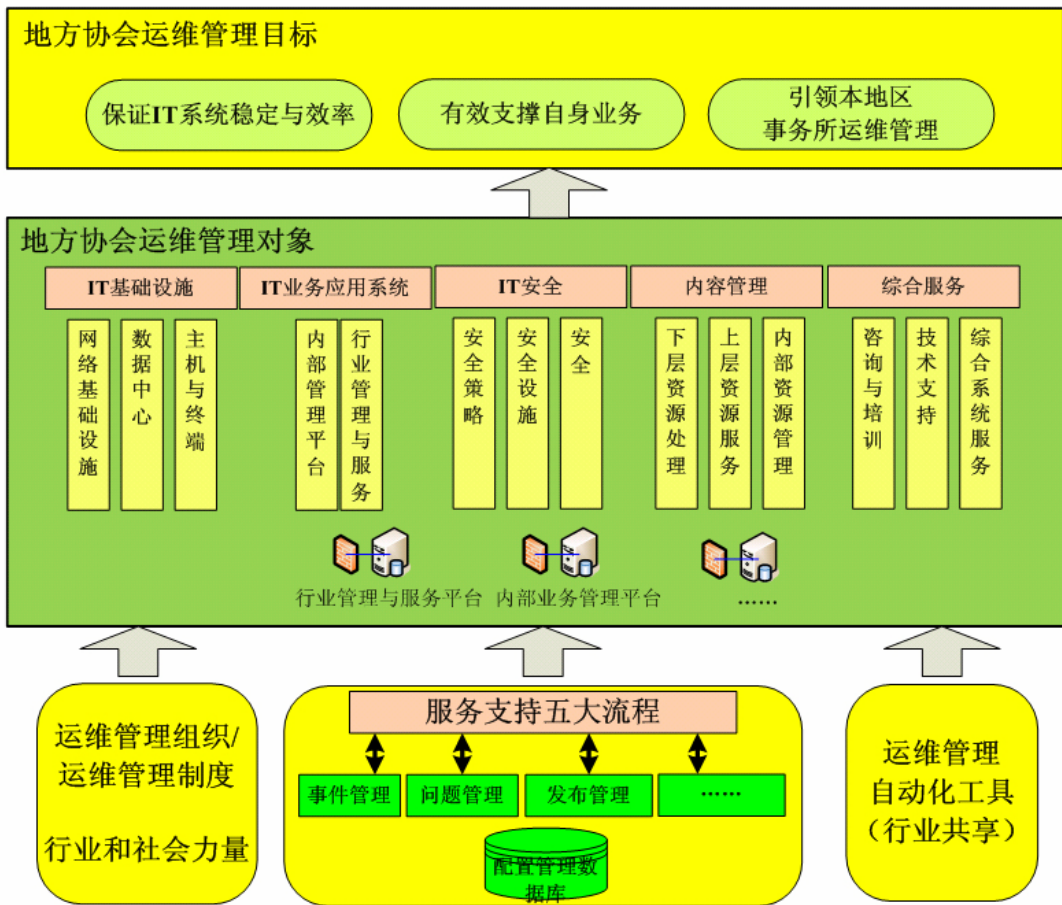 地方协会运维管理目标
保证IT系统稳定与效率
有效支撑自身业务
引领本地区
事务所运维管理
地方协会运维管理对象
IT基础设施
IT业务应用系统
IT安全
内容管理
综合服务
网络基础设施
数据中心
主机与终端
内部管理平台
行业管理与服务
安全策略
安全设施
安全
下层资源处理
上层资源服务
内部资源管理
咨询与培训
技术支持
综合系统服务
行业管理与服务平台
内部业务管理平台
……
运维管理组织/
运维管理制度
行业和社会力量
服务支持五大流程
事件管理
问题管理
发布管理
……
配置管理数
据库
运维管理
自动化工具
（行业共享）